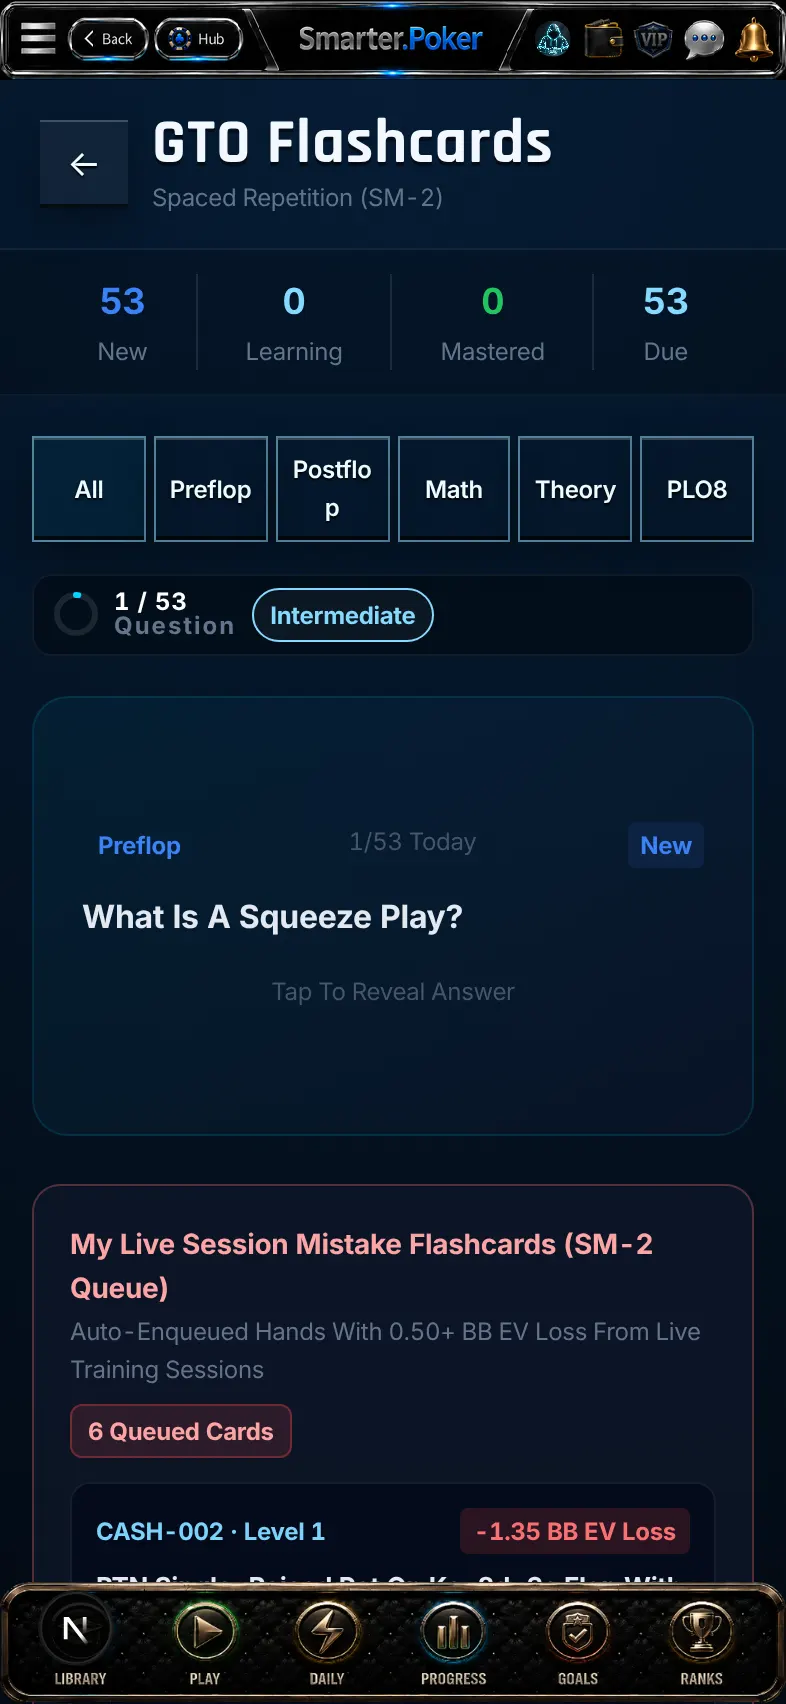 Back
Hub
Smarter.Poker
VIP
GTO Flashcards
Spaced Repetition (SM-2)
53
0
0
53
New
Learning
Mastered
Due
All
Preflop
Postflo
p
Math
Theory
PLO8
1 / 53
Question
Intermediate
Preflop
1/53 Today
New
What Is A Squeeze Play?
Tap To Reveal Answer
My Live Session Mistake Flashcards (SM-2
Queue)
Auto-Enqueued Hands With 0.50+ BB EV Loss From Live
Training Sessions
6 Queued Cards
CASH-002 · Level 1
-1.35 BB EV Loss
N
LIBRARY
PLAY
DAILY
PROGRESS
GOALS
RANKS